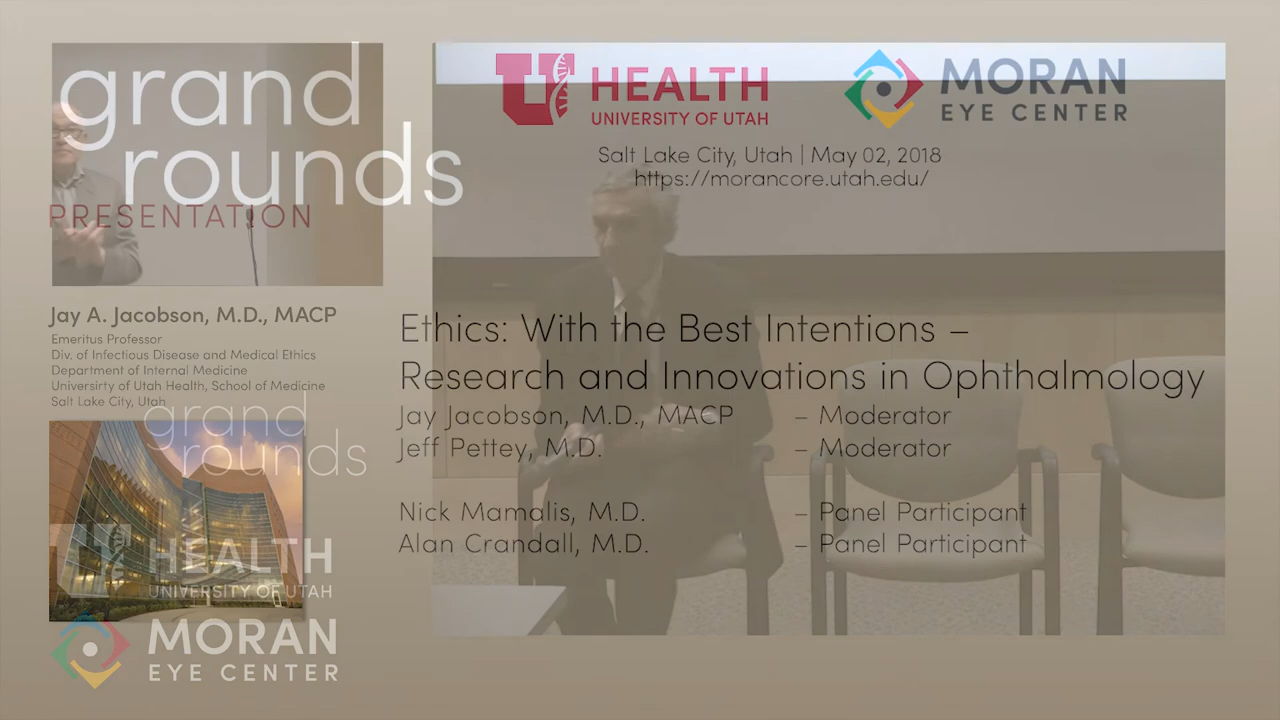 grand
rounds
PRESENTATION
HEALTH
UNIVERSITY OF UTAH
MORAN
EYE CENTER
Salt Lake City, Utah | May 02, 2018
https://morancore.utah.edu/
Jay A. Jacobson, M.D., MACP
Emeritus Professor
Div. of Infectious Disease and Medical Ethics
Department of Internal Medicine
Universirty of Utah Health, School of Medicine
Salt Lake City, Utah
Ethics: With the Best Intentions –
Research and Innovations in Ophthalmology
Jay Jacobson, M.D., MACP – Moderator
Jeff Pettey, M.D. – Moderator
Nick Mamalis, M.D. – Panel Participant
Alan Crandall, M.D. – Panel Participant
grand
rounds
HEALTH
UNIVERSITY OF UTAH
MORAN
EYE CENTER